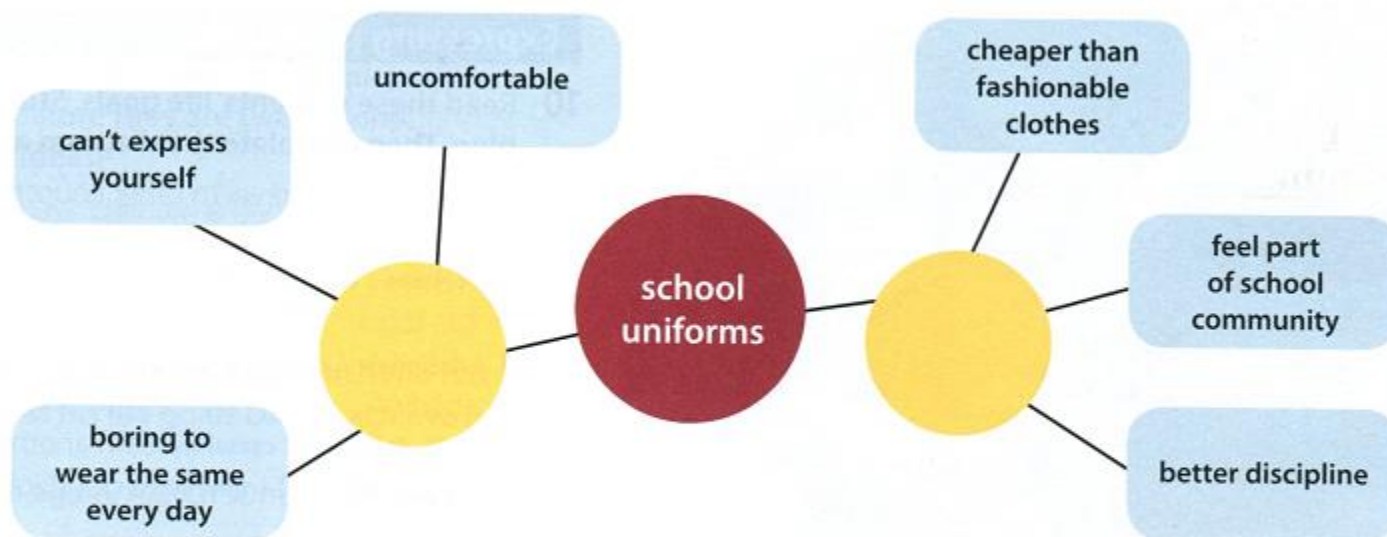 uncomfortable
cheaper than
fashionable
clothes
can't express
yourself
school
uniforms
feel part
of school
community
boring to
wear the same
every day
better discipline